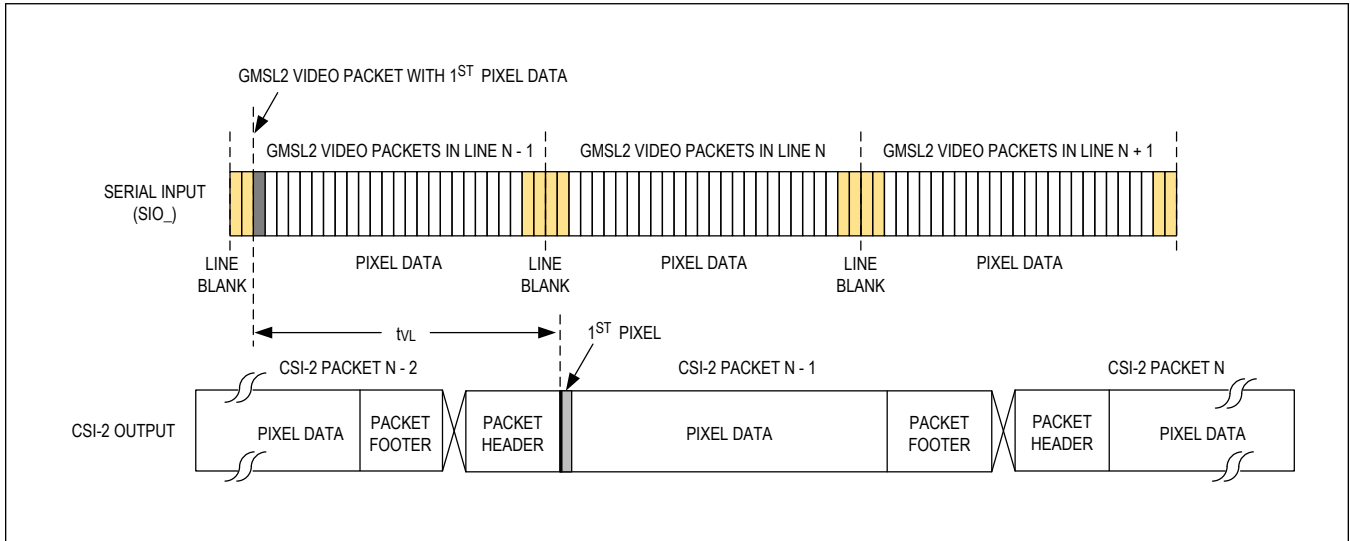 GMSL2 VIDEO PACKET WITH 1ST PIXEL DATA
GMSL2 VIDEO PACKETS IN LINE N - 1
GMSL2 VIDEO PACKETS IN LINE N
GMSL2 VIDEO PACKETS IN LINE N + 1
SERIAL INPUT
(SIO_)
LINE
BLANK
PIXEL DATA
LINE
BLANK
PIXEL DATA
LINE
BLANK
PIXEL DATA
tVL
1ST PIXEL
CSI-2 PACKET N - 2
CSI-2 PACKET N - 1
CSI-2 PACKET N
CSI-2 OUTPUT
PIXEL DATA
PACKET
FOOTER
PACKET
HEADER
PIXEL DATA
PACKET
FOOTER
PACKET
HEADER
PIXEL DATA